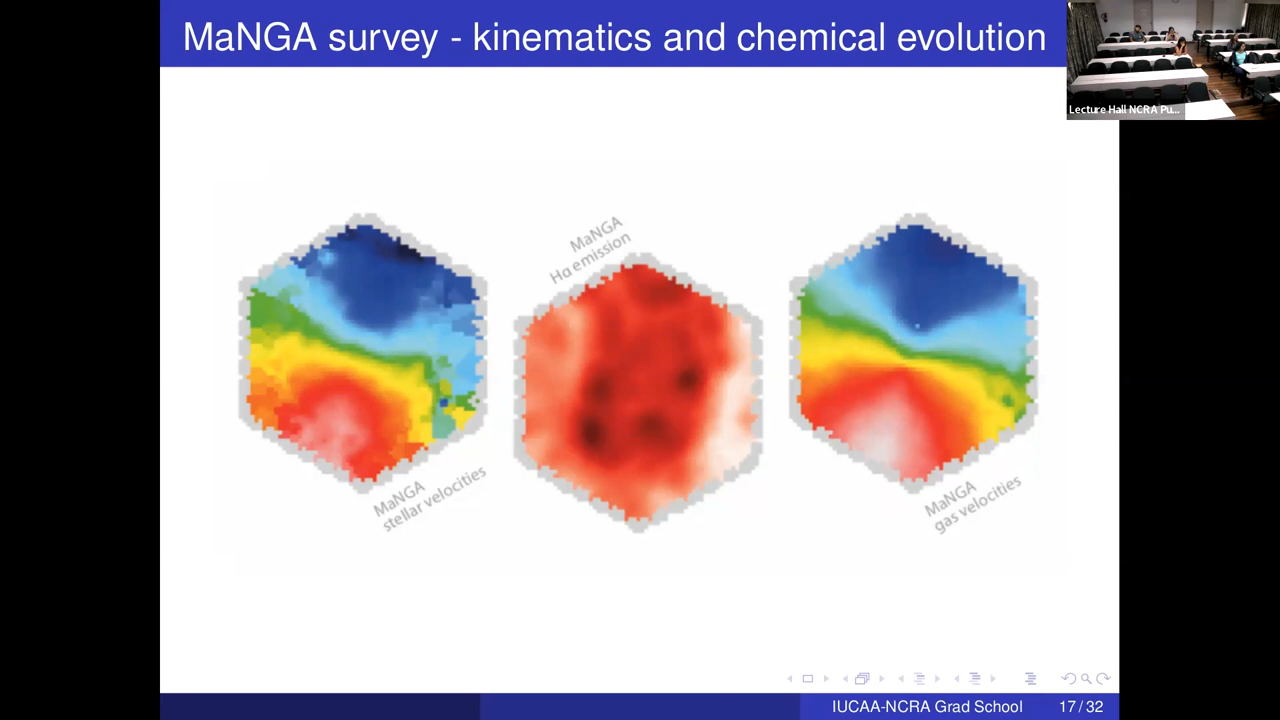 MaNGA survey - kinematics and chemical evolution
Lecture Hall NCRA Pu...
MaNGA
Hα emission
MaNGA
stellar velocities
MaNGA
gas velocities
IUCAA-NCRA Grad School
17 / 32